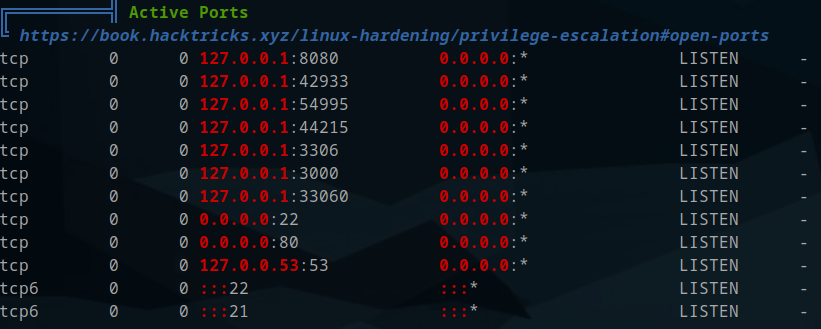 Active Ports
https://book.hacktricks.xyz/linux-hardening/privilege-escalation#open-ports
tcp 0 0 127.0.0.1:8080 0.0.0.0:* LISTEN -
tcp 0 0 127.0.0.1:42933 0.0.0.0:* LISTEN -
tcp 0 0 127.0.0.1:54995 0.0.0.0:* LISTEN -
tcp 0 0 127.0.0.1:44215 0.0.0.0:* LISTEN -
tcp 0 0 127.0.0.1:3306 0.0.0.0:* LISTEN -
tcp 0 0 127.0.0.1:3000 0.0.0.0:* LISTEN -
tcp 0 0 127.0.0.1:33060 0.0.0.0:* LISTEN -
tcp 0 0 0.0.0.0:22 0.0.0.0:* LISTEN -
tcp 0 0 0.0.0.0:80 0.0.0.0:* LISTEN -
tcp 0 0 127.0.0.53:53 0.0.0.0:* LISTEN -
tcp6 0 0 :::22 :::* LISTEN -
tcp6 0 0 :::21 :::* LISTEN -